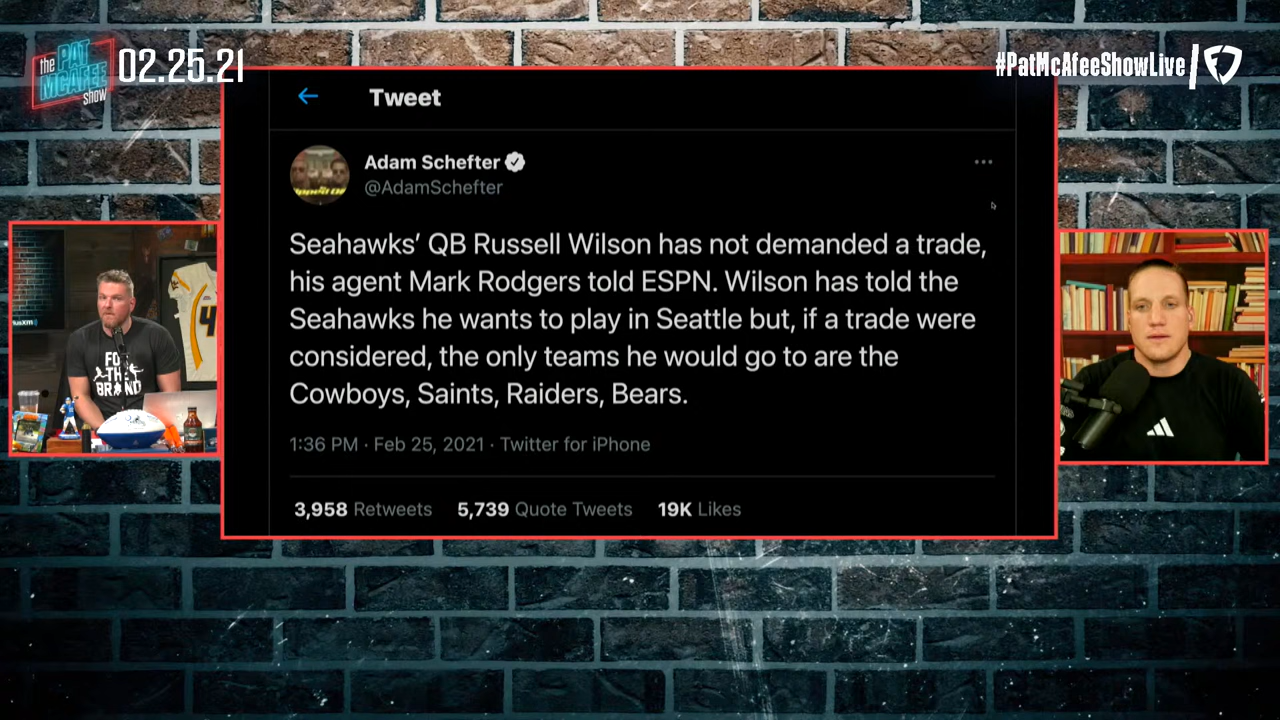 the PAT MCAFEE show
02.25.21
#PatMcAfeeShowLive
Tweet
Adam Schefter
@AdamSchefter
Seahawks’ QB Russell Wilson has not demanded a trade,
his agent Mark Rodgers told ESPN. Wilson has told the
Seahawks he wants to play in Seattle but, if a trade were
considered, the only teams he would go to are the
Cowboys, Saints, Raiders, Bears.
1:36 PM · Feb 25, 2021 · Twitter for iPhone
3,958 Retweets 5,739 Quote Tweets 19K Likes
FOR
THE
BRAND
4